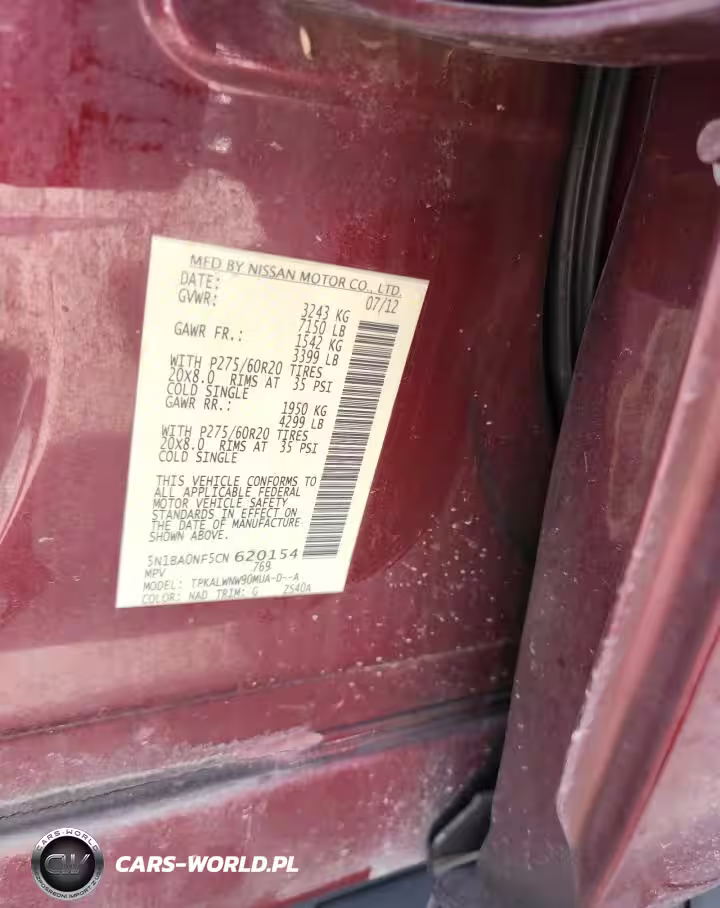 MFD BY NISSAN MOTOR CO., LTD.
DATE: 07/12
GVWR: 3243 KG
7150 LB
GAWR FR.: 1542 KG
3399 LB
WITH P275/60R20 TIRES
20X8.0 RIMS AT 35 PSI
COLD SINGLE
GAWR RR.: 1950 KG
4299 LB
WITH P275/60R20 TIRES
20X8.0 RIMS AT 35 PSI
COLD SINGLE
THIS VEHICLE CONFORMS TO
ALL APPLICABLE FEDERAL
MOTOR VEHICLE SAFETY
STANDARDS IN EFFECT ON
THE DATE OF MANUFACTURE
SHOWN ABOVE.
5N1BA0NF5CN 620154
MPV 769
MODEL: TPKALWNW90MUA-D--A
COLOR: NAD TRIM: G 2S40A
CARS-WORLD
CW
CARS-WORLD.PL